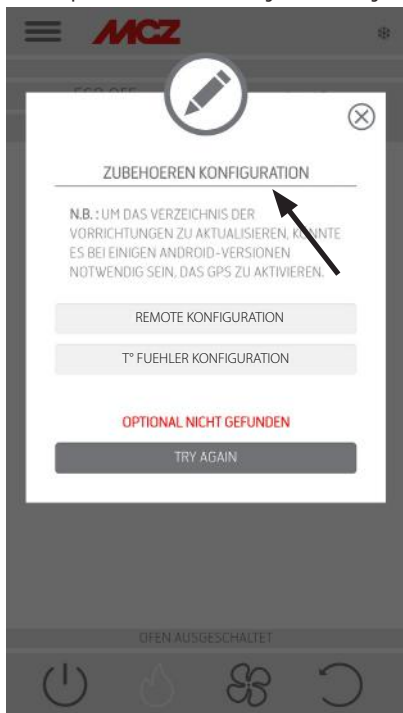 MCZ
ZUBEHOEREN KONFIGURATION
N.B. : UM DAS VERZEICHNIS DER
VORRICHTUNGEN ZU AKTUALISIEREN, KÖNNTE
ES BEI EINIGEN ANDROID-VERSIONEN
NOTWENDIG SEIN, DAS GPS ZU AKTIVIEREN.
REMOTE KONFIGURATION
T° FUEHLER KONFIGURATION
OPTIONAL NICHT GEFUNDEN
TRY AGAIN
OFEN AUSGESCHALTET